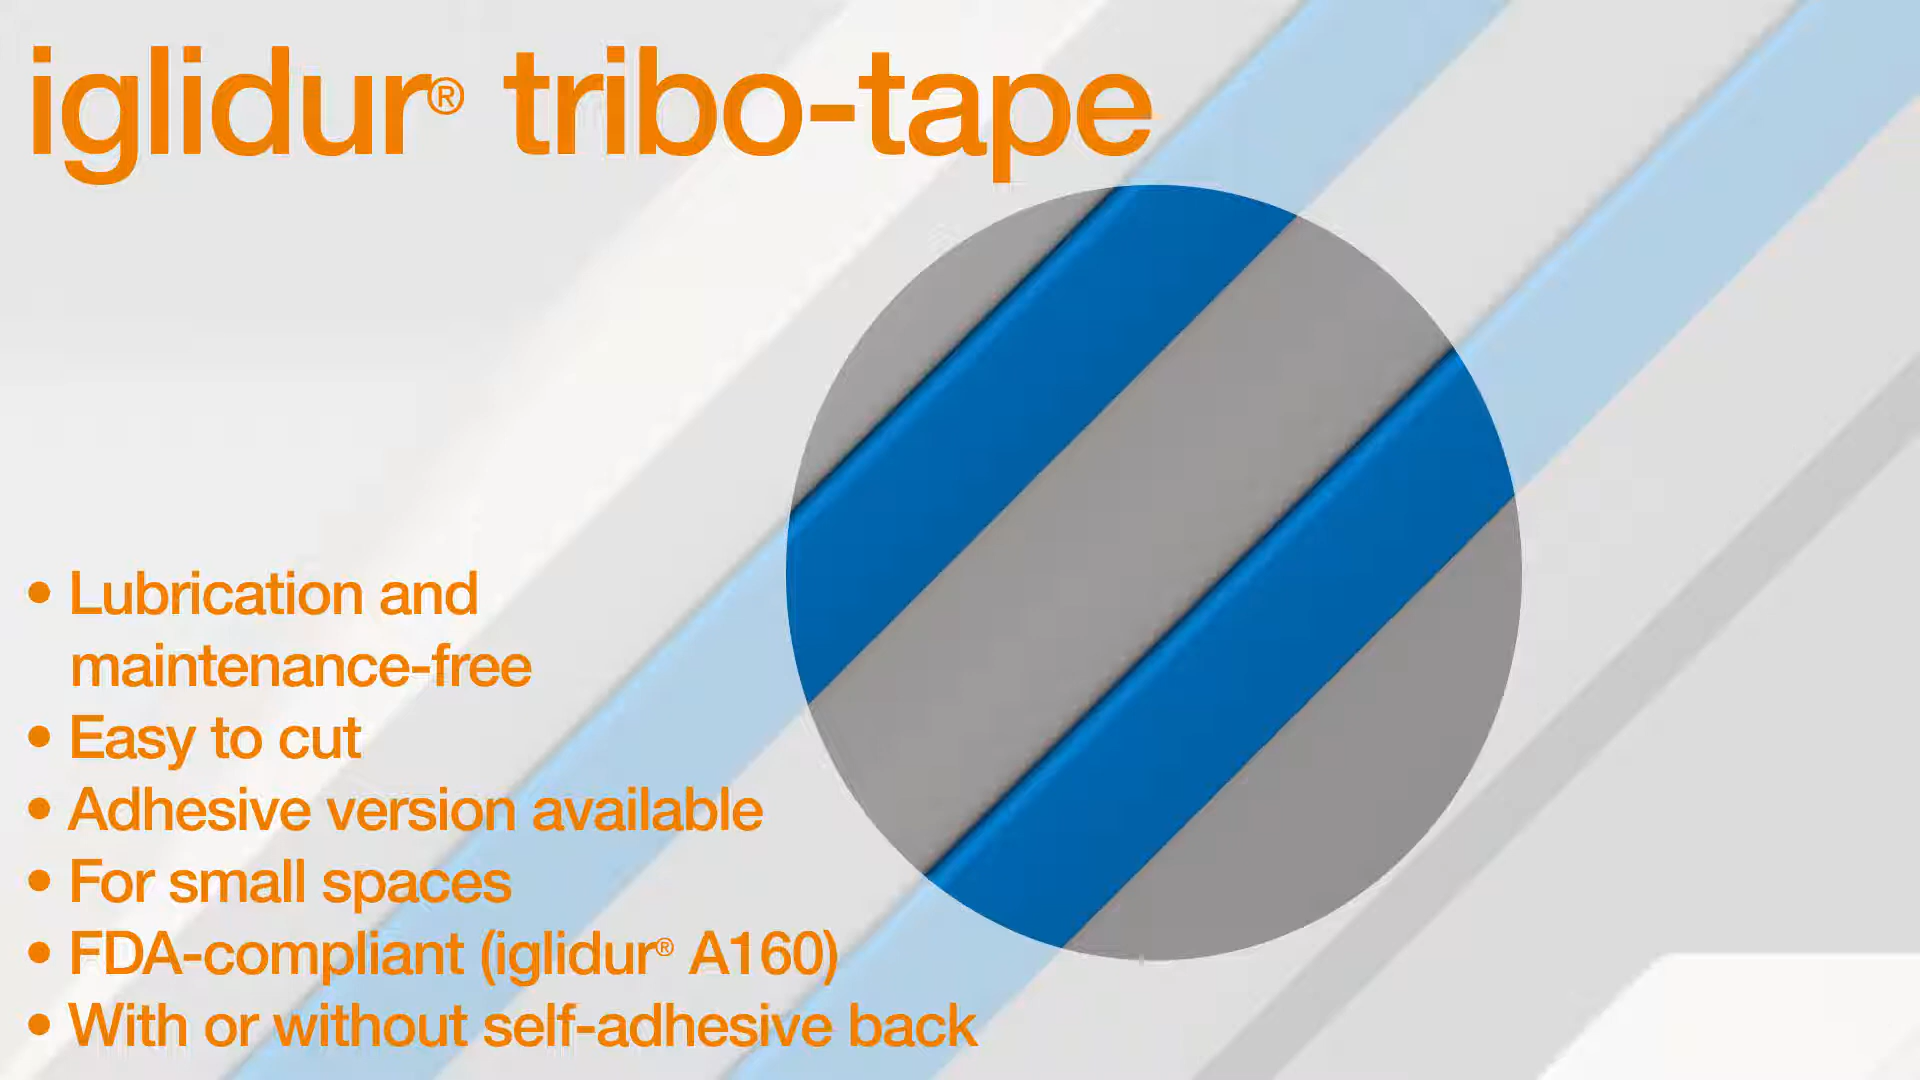 iglidur® tribo-tape
• Lubrication and
maintenance-free
• Easy to cut
• Adhesive version available
• For small spaces
• FDA-compliant (iglidur® A160)
• With or without self-adhesive back